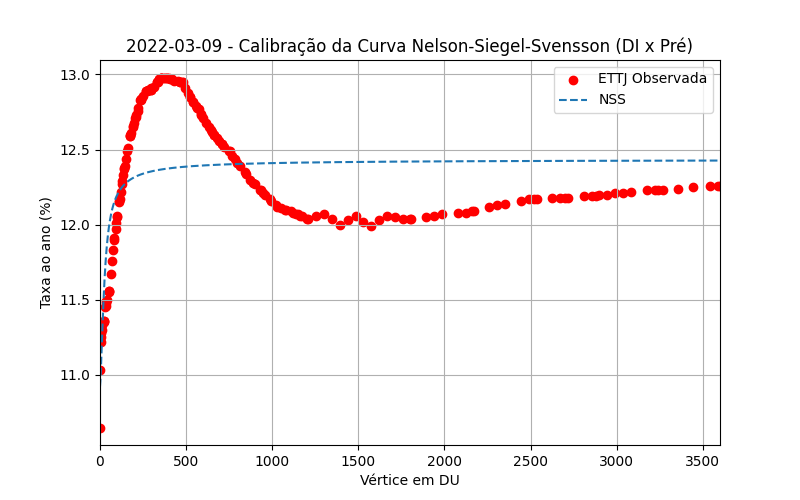 2022-03-09 - Calibração da Curva Nelson-Siegel-Svensson (DI x Pré)
ETTJ Observada
NSS
Taxa ao ano (%)
13.0
12.5
12.0
11.5
11.0
0 500 1000 1500 2000 2500 3000 3500
Vértice em DU